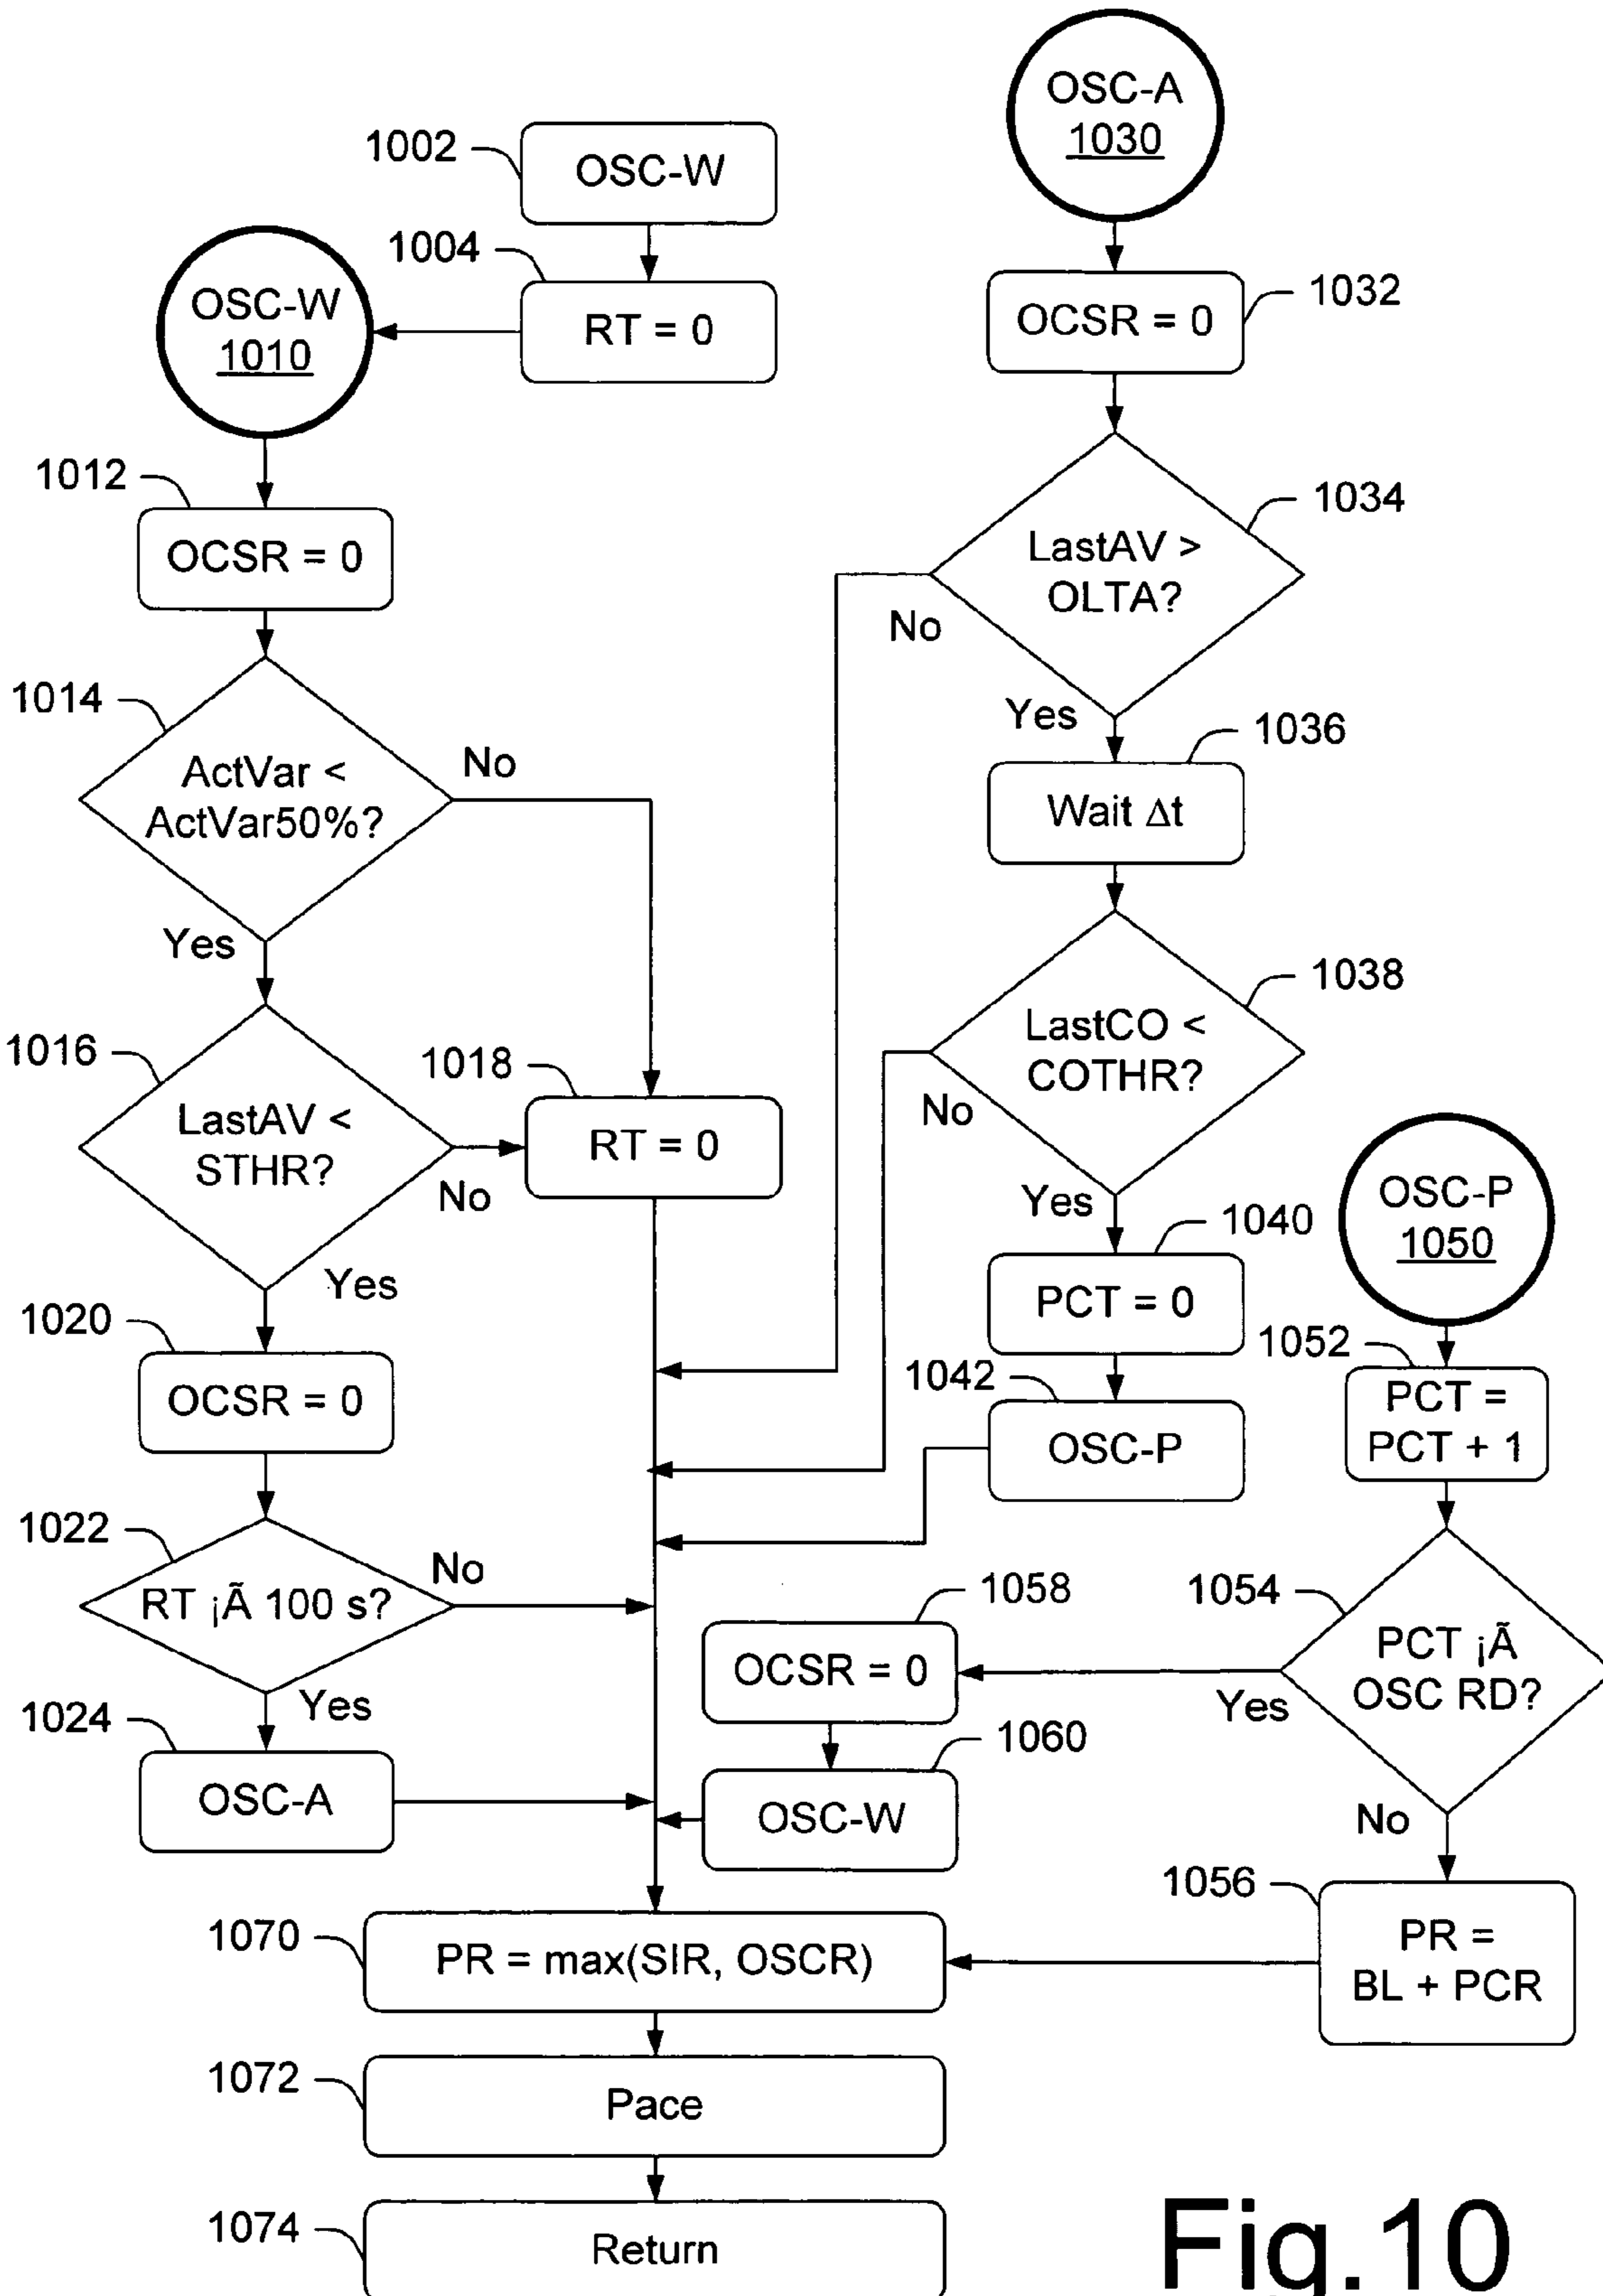 OSC-A
1030
1002
OSC-W
1004
RT = 0
OSC-W
1010
1032
OCSR = 0
1012
OCSR = 0
1034
LastAV >
OLTA?
No
Yes
1014
ActVar <
ActVar50%?
No
Yes
1036
Wait Δt
1038
LastCO <
COTHR?
No
Yes
1016
LastAV <
STHR?
No
Yes
1018
RT = 0
1040
PCT = 0
OSC-P
1050
1020
OCSR = 0
1042
OSC-P
1052
PCT =
PCT + 1
1022
RT ¡Ã 100 s?
No
Yes
1058
OCSR = 0
1054
PCT ¡Ã
OSC RD?
Yes
No
1024
OSC-A
1060
OSC-W
1056
PR =
BL + PCR
1070
PR = max(SIR, OSCR)
1072
Pace
1074
Return
Fig.10